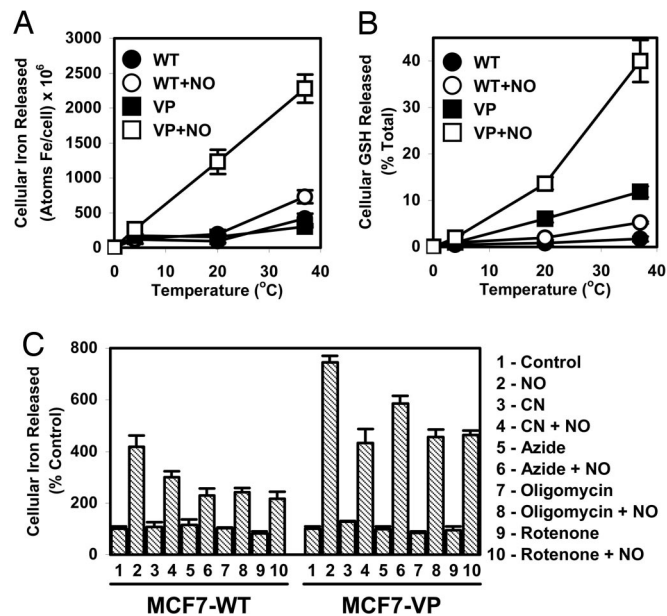 A
Cellular Iron Released
(Atoms Fe/cell) x 10⁶
3000
2500
2000
1500
1000
500
0
WT
WT+NO
VP
VP+NO
0 10 20 30 40
Temperature (°C)
B
Cellular GSH Released
(% Total)
40
30
20
10
0
WT
WT+NO
VP
VP+NO
0 10 20 30 40
Temperature (°C)
C
Cellular Iron Released
(% Control)
800
600
400
200
0
1 2 3 4 5 6 7 8 9 10
1 2 3 4 5 6 7 8 9 10
MCF7-WT
MCF7-VP
1 - Control
2 - NO
3 - CN
4 - CN + NO
5 - Azide
6 - Azide + NO
7 - Oligomycin
8 - Oligomycin + NO
9 - Rotenone
10 - Rotenone + NO